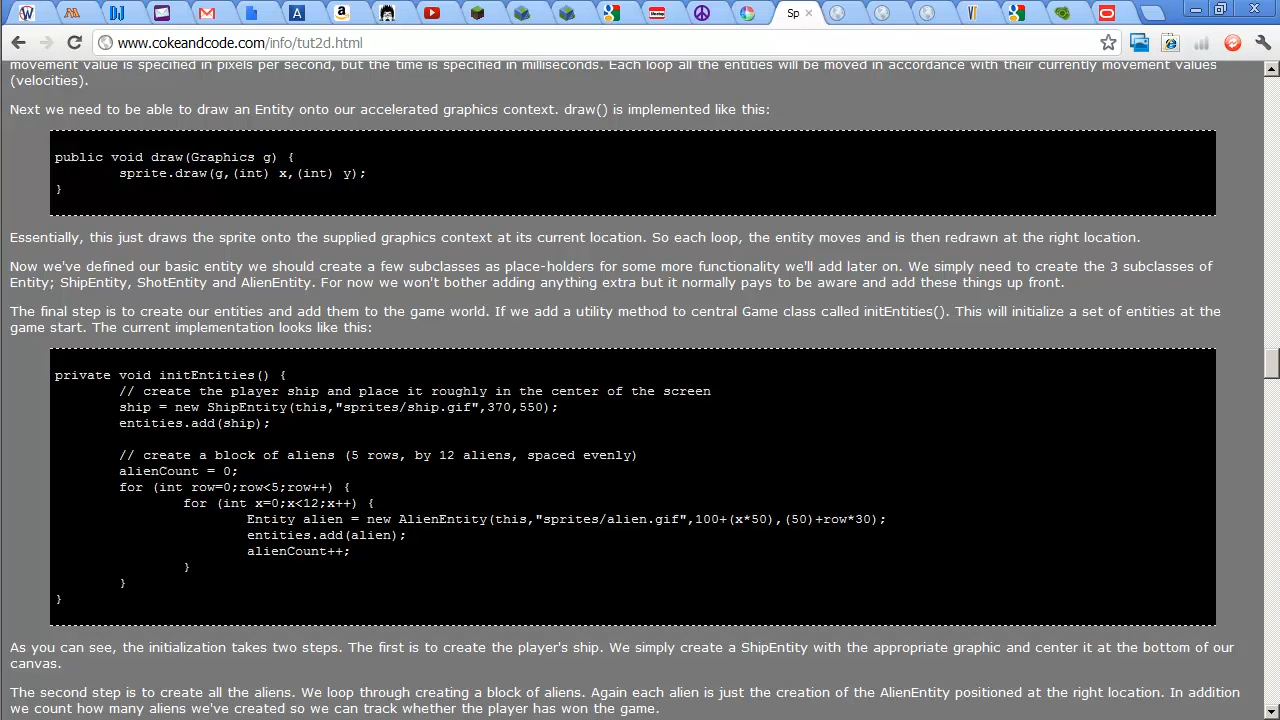 Sp
www.cokeandcode.com/info/tut2d.html
movement value is specified in pixels per second, but the time is specified in milliseconds. Each loop all the entities will be moved in accordance with their currently movement values
(velocities).
Next we need to be able to draw an Entity onto our accelerated graphics context. draw() is implemented like this:
public void draw(Graphics g) {
sprite.draw(g,(int) x,(int) y);
}
Essentially, this just draws the sprite onto the supplied graphics context at its current location. So each loop, the entity moves and is then redrawn at the right location.
Now we've defined our basic entity we should create a few subclasses as place-holders for some more functionality we'll add later on. We simply need to create the 3 subclasses of
Entity; ShipEntity, ShotEntity and AlienEntity. For now we won't bother adding anything extra but it normally pays to be aware and add these things up front.
The final step is to create our entities and add them to the game world. If we add a utility method to central Game class called initEntities(). This will initialize a set of entities at the
game start. The current implementation looks like this:
private void initEntities() {
// create the player ship and place it roughly in the center of the screen
ship = new ShipEntity(this,"sprites/ship.gif",370,550);
entities.add(ship);
// create a block of aliens (5 rows, by 12 aliens, spaced evenly)
alienCount = 0;
for (int row=0;row<5;row++) {
for (int x=0;x<12;x++) {
Entity alien = new AlienEntity(this,"sprites/alien.gif",100+(x*50),(50)+row*30);
entities.add(alien);
alienCount++;
}
}
}
As you can see, the initialization takes two steps. The first is to create the player's ship. We simply create a ShipEntity with the appropriate graphic and center it at the bottom of our
canvas.
The second step is to create all the aliens. We loop through creating a block of aliens. Again each alien is just the creation of the AlienEntity positioned at the right location. In addition
we count how many aliens we've created so we can track whether the player has won the game.